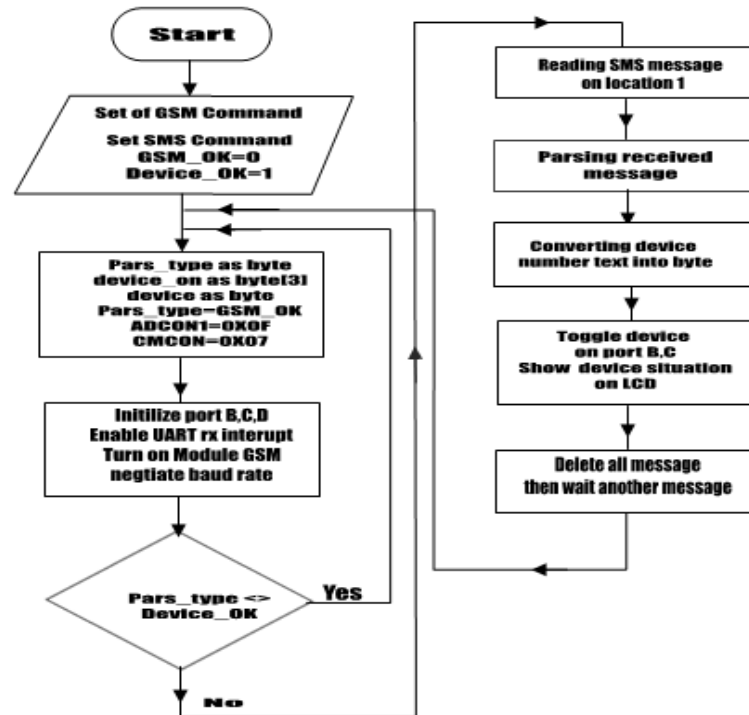 Start
Set of GSM Command
Set SMS Command
GSM_OK=0
Device_OK=1
Pars_type as byte
device_on as byte[3]
device as byte
Pars_type=GSM_OK
ADCON1=0X0F
CMCON=0X07
Initilize port B,C,D
Enable UART rx interupt
Turn on Module GSM
negtiate baud rate
Pars_type <>
Device_OK
Yes
No
Reading SMS message
on location 1
Parsing received
message
Converting device
number text into byte
Toggle device
on port B,C
Show device situation
on LCD
Delete all message
then wait another message